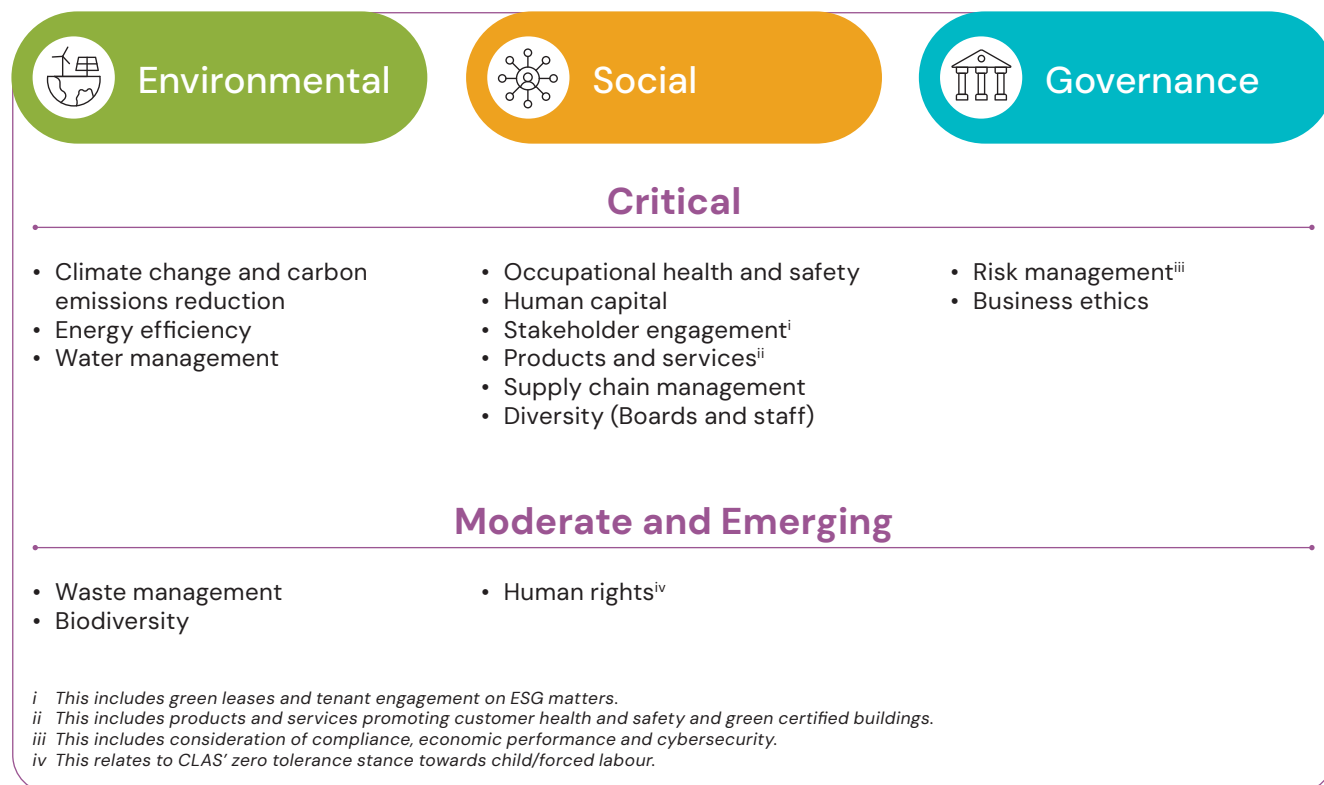 Environmental
Social
Governance
Critical
• Climate change and carbon
emissions reduction
• Energy efficiency
• Water management
• Occupational health and safety
• Human capital
• Stakeholder engagementⁱ
• Products and servicesⁱⁱ
• Supply chain management
• Diversity (Boards and staff)
• Risk managementⁱⁱⁱ
• Business ethics
Moderate and Emerging
• Waste management
• Biodiversity
• Human rightsⁱᵛ
i This includes green leases and tenant engagement on ESG matters.
ii This includes products and services promoting customer health and safety and green certified buildings.
iii This includes consideration of compliance, economic performance and cybersecurity.
iv This relates to CLAS’ zero tolerance stance towards child/forced labour.